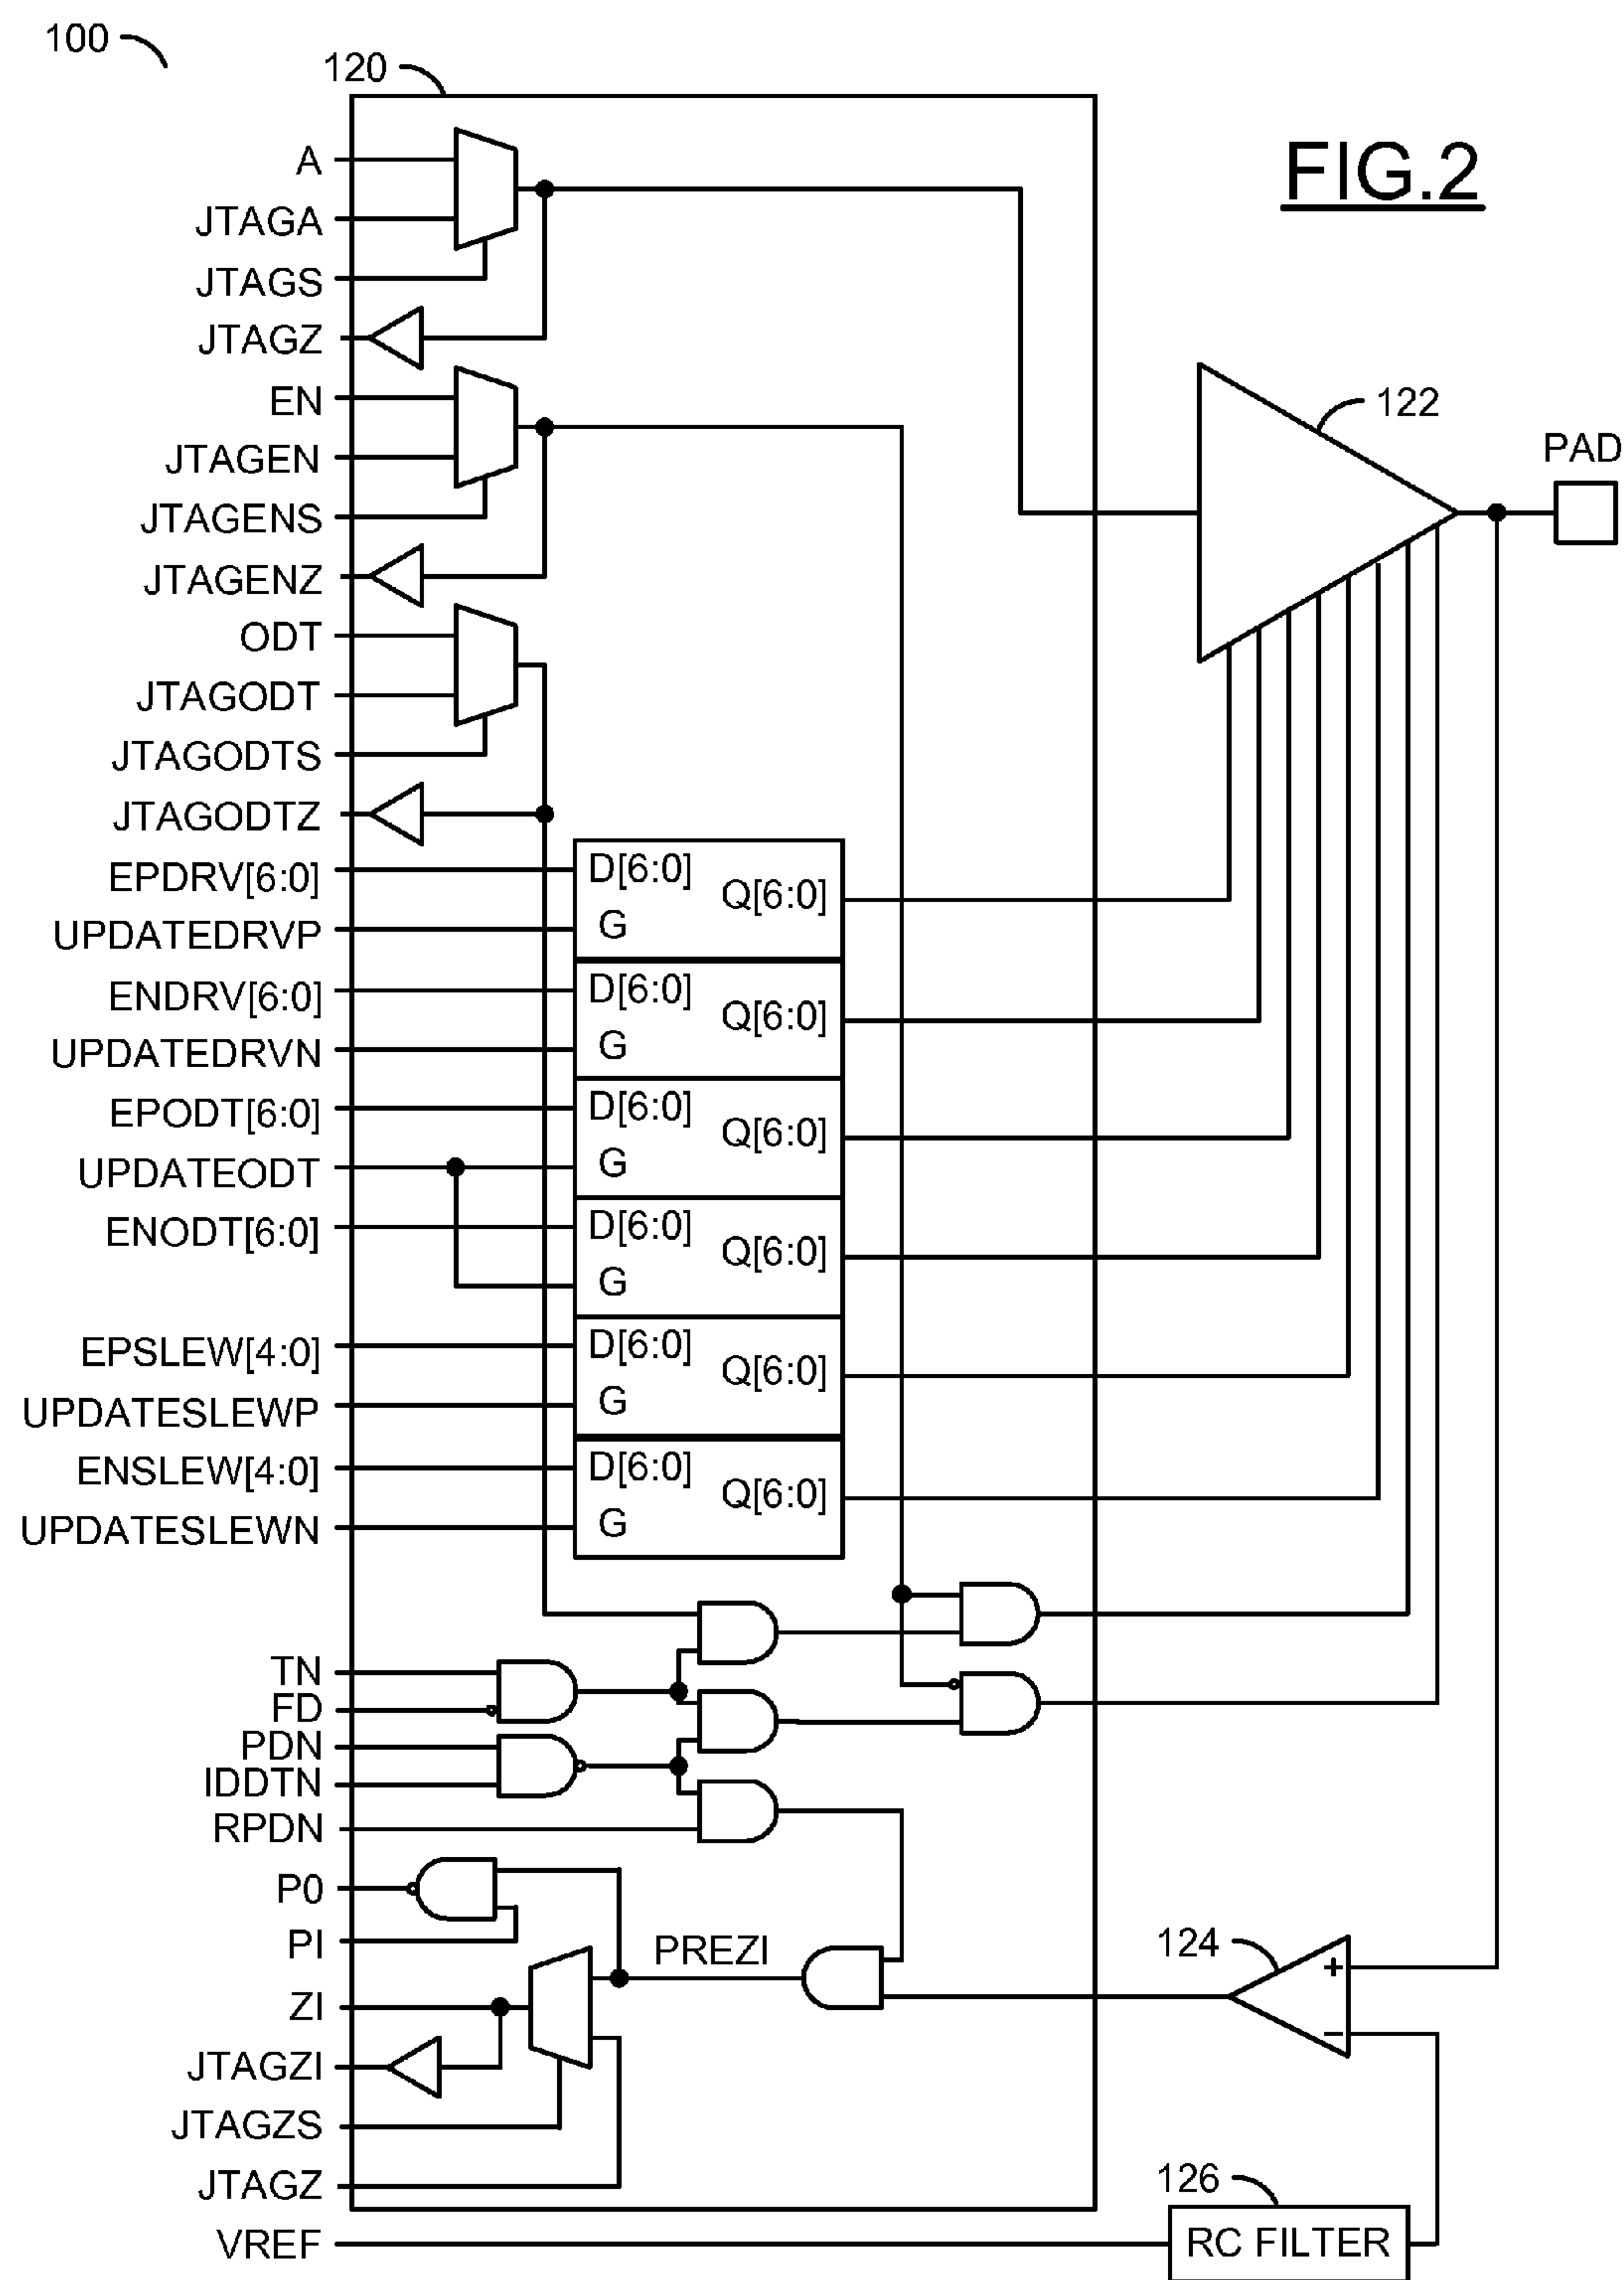 100
120
FIG.2
A
JTAGA
JTAGS
JTAGZ
EN
JTAGEN
JTAGENS
JTAGENZ
122
PAD
ODT
JTAGODT
JTAGODTS
JTAGODTZ
EPDRV[6:0]
D[6:0]
Q[6:0]
UPDATEDRVP
G
ENDRV[6:0]
D[6:0]
Q[6:0]
UPDATEDRVN
G
EPODT[6:0]
D[6:0]
Q[6:0]
UPDATEODT
G
ENODT[6:0]
D[6:0]
Q[6:0]
G
EPSLEW[4:0]
D[6:0]
Q[6:0]
UPDATESLEWP
G
ENSLEW[4:0]
D[6:0]
Q[6:0]
UPDATESLEWN
G
TN
FD
PDN
IDDTN
RPDN
P0
PI
PREZI
124
+
−
ZI
JTAGZI
JTAGZS
JTAGZ
126
VREF
RC FILTER